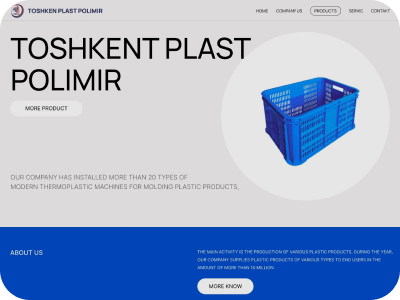 TOSHKEN PLAST POLIMIR
HOME COMPANY US PRODUCTS SERVIC CONTACT
TOSHKENT PLAST
POLIMIR
MORE PRODUCT
OUR COMPANY HAS INSTALLED MORE THAN 20 TYPES OF
MODERN THERMOPLASTIC MACHINES FOR MOLDING PLASTIC PRODUCTS,
ABOUT US
THE MAIN ACTIVITY IS THE PRODUCTION OF VARIOUS PLASTIC PRODUCTS. DURING THE YEAR,
OUR COMPANY SUPPLIES PLASTIC PRODUCTS OF VARIOUS TYPES TO END USERS IN THE
AMOUNT OF MORE THAN 10 MILLION.
MORE KNOW